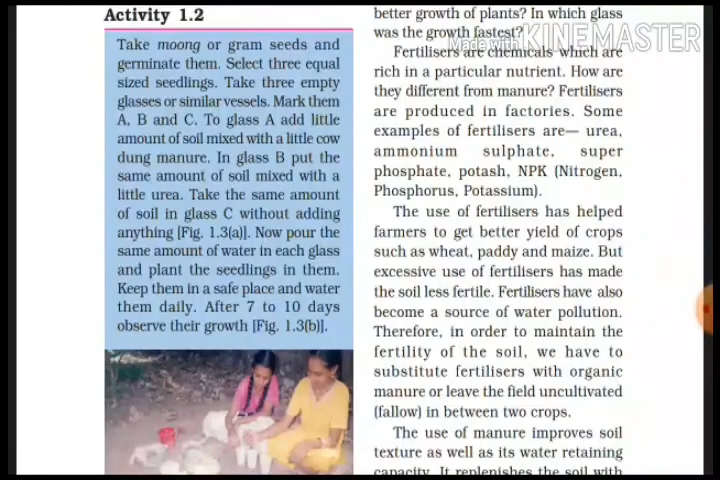 Activity 1.2
Take moong or gram seeds and
germinate them. Select three equal
sized seedlings. Take three empty
glasses or similar vessels. Mark them
A, B and C. To glass A add little
amount of soil mixed with a little cow
dung manure. In glass B put the
same amount of soil mixed with a
little urea. Take the same amount
of soil in glass C without adding
anything [Fig. 1.3(a)]. Now pour the
same amount of water in each glass
and plant the seedlings in them.
Keep them in a safe place and water
them daily. After 7 to 10 days
observe their growth [Fig. 1.3(b)].
better growth of plants? In which glass
was the growth fastest?
Made with KINEMASTER
Fertilisers are chemicals which are
rich in a particular nutrient. How are
they different from manure? Fertilisers
are produced in factories. Some
examples of fertilisers are— urea,
ammonium sulphate, super
phosphate, potash, NPK (Nitrogen,
Phosphorus, Potassium).
The use of fertilisers has helped
farmers to get better yield of crops
such as wheat, paddy and maize. But
excessive use of fertilisers has made
the soil less fertile. Fertilisers have also
become a source of water pollution.
Therefore, in order to maintain the
fertility of the soil, we have to
substitute fertilisers with organic
manure or leave the field uncultivated
(fallow) in between two crops.
The use of manure improves soil
texture as well as its water retaining
capacity. It replenishes the soil with